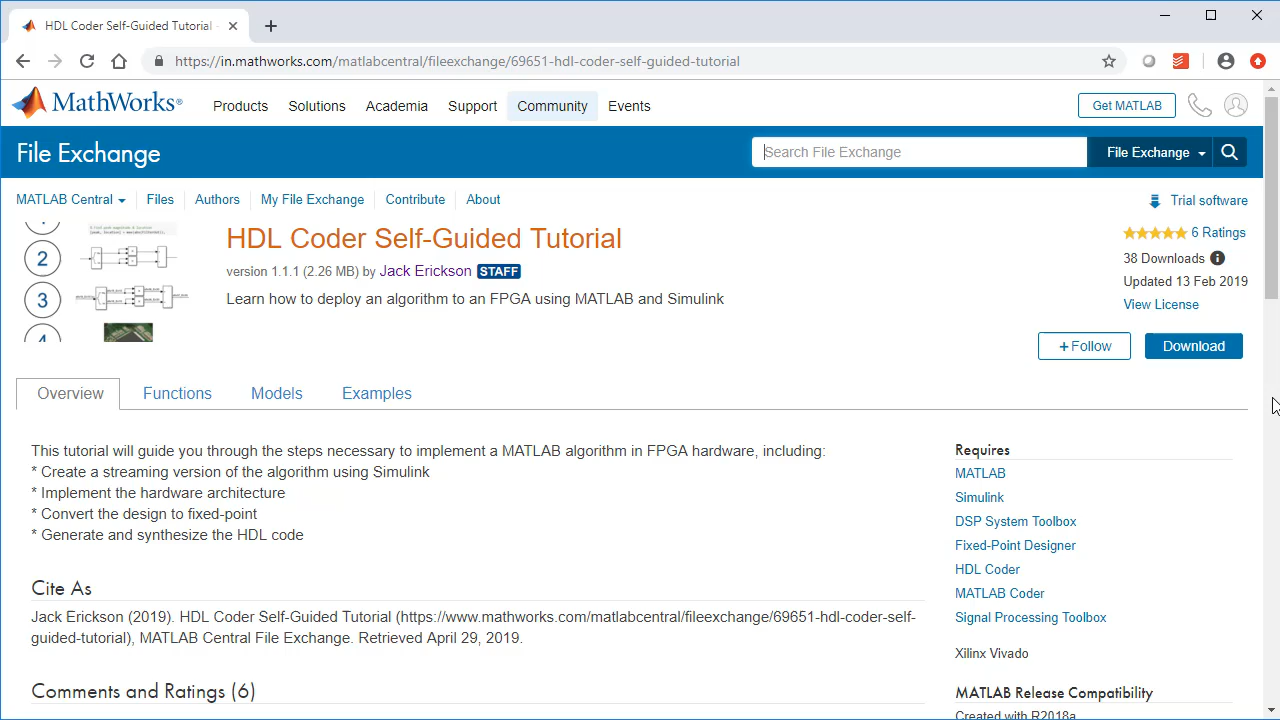 HDL Coder Self-Guided Tutorial
https://in.mathworks.com/matlabcentral/fileexchange/69651-hdl-coder-self-guided-tutorial
MathWorks®
Products
Solutions
Academia
Support
Community
Events
Get MATLAB
File Exchange
Search File Exchange
File Exchange
MATLAB Central
Files
Authors
My File Exchange
Contribute
About
Trial software
2
3
4
HDL Coder Self-Guided Tutorial
version 1.1.1 (2.26 MB) by Jack Erickson STAFF
Learn how to deploy an algorithm to an FPGA using MATLAB and Simulink
6 Ratings
38 Downloads
Updated 13 Feb 2019
View License
+Follow
Download
Overview
Functions
Models
Examples
This tutorial will guide you through the steps necessary to implement a MATLAB algorithm in FPGA hardware, including:
* Create a streaming version of the algorithm using Simulink
* Implement the hardware architecture
* Convert the design to fixed-point
* Generate and synthesize the HDL code
Cite As
Jack Erickson (2019). HDL Coder Self-Guided Tutorial (https://www.mathworks.com/matlabcentral/fileexchange/69651-hdl-coder-self-
guided-tutorial), MATLAB Central File Exchange. Retrieved April 29, 2019.
Comments and Ratings (6)
Requires
MATLAB
Simulink
DSP System Toolbox
Fixed-Point Designer
HDL Coder
MATLAB Coder
Signal Processing Toolbox
Xilinx Vivado
MATLAB Release Compatibility
Created with R2018a